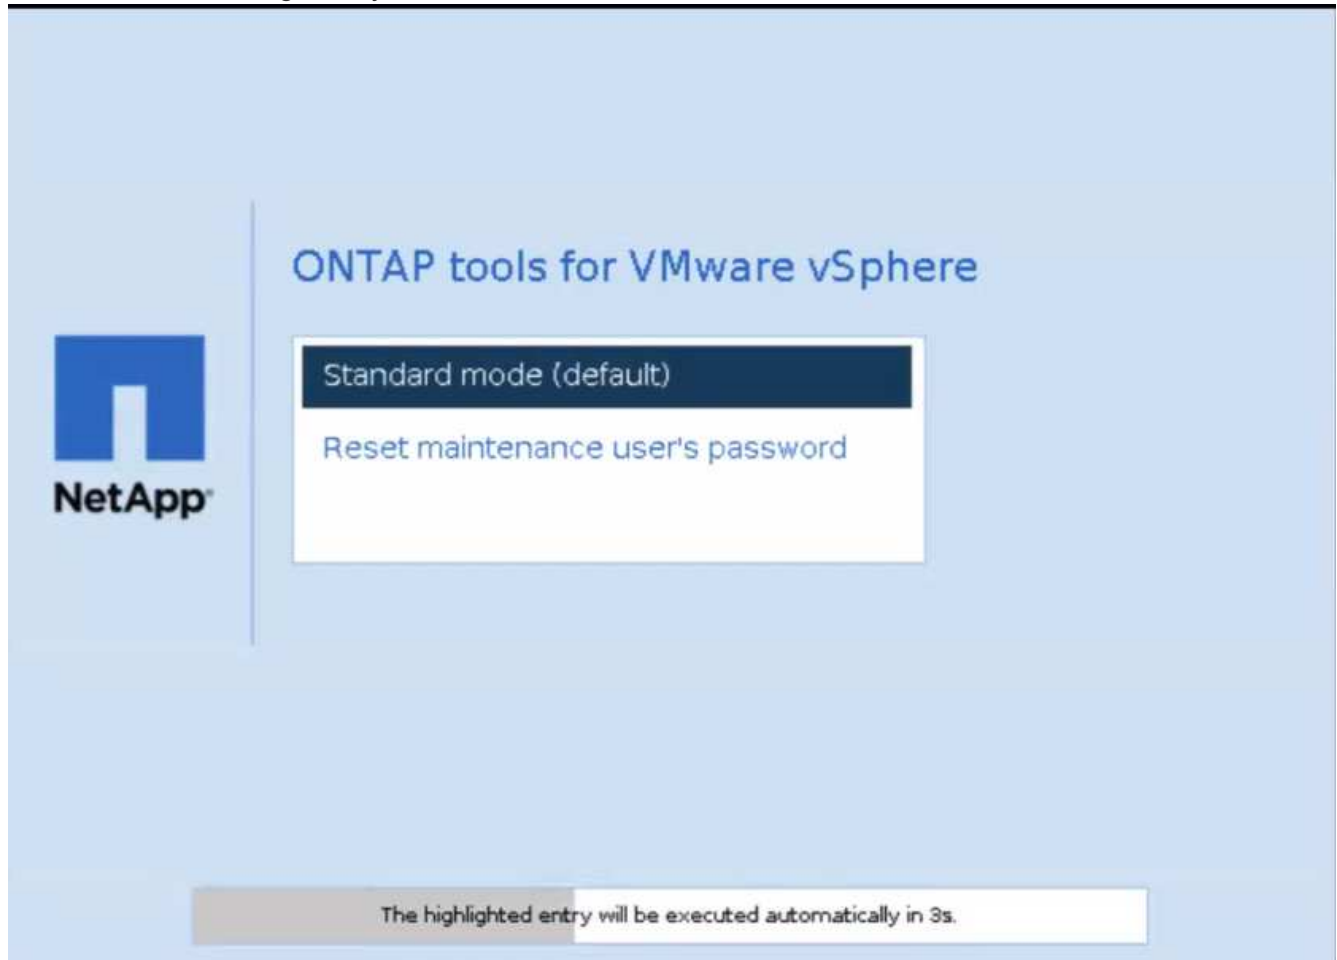 ONTAP tools for VMware vSphere
Standard mode (default)
Reset maintenance user's password
NetApp
The highlighted entry will be executed automatically in 3s.